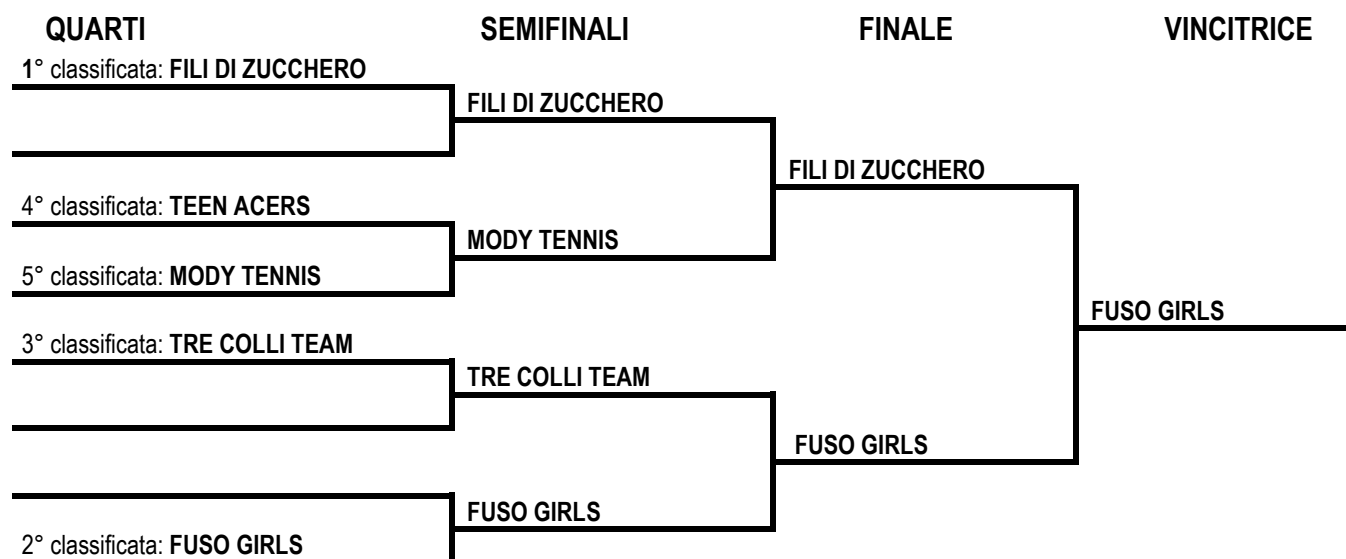 QUARTI SEMIFINALI FINALE VINCITRICE
1° classificata: FILI DI ZUCCHERO
FILI DI ZUCCHERO
FILI DI ZUCCHERO
4° classificata: TEEN ACERS
MODY TENNIS
5° classificata: MODY TENNIS
FUSO GIRLS
3° classificata: TRE COLLI TEAM
TRE COLLI TEAM
FUSO GIRLS
FUSO GIRLS
2° classificata: FUSO GIRLS